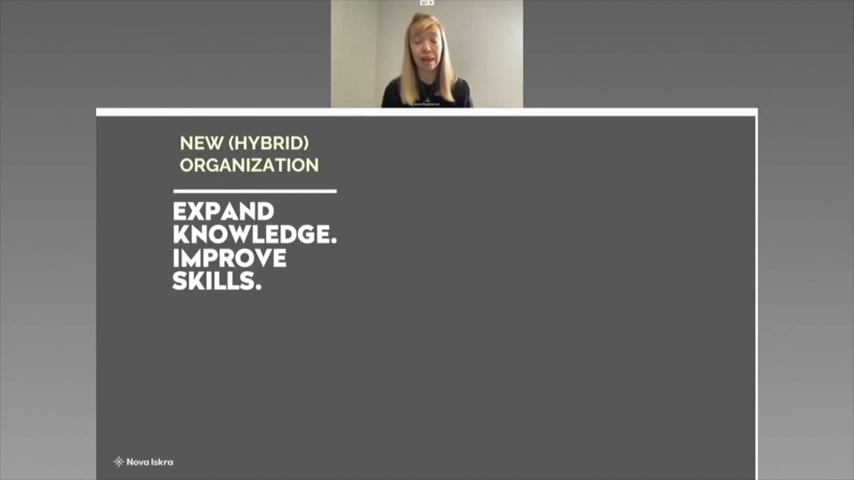 NEW (HYBRID)
ORGANIZATION
EXPAND
KNOWLEDGE.
IMPROVE
SKILLS.
Nova Iskra